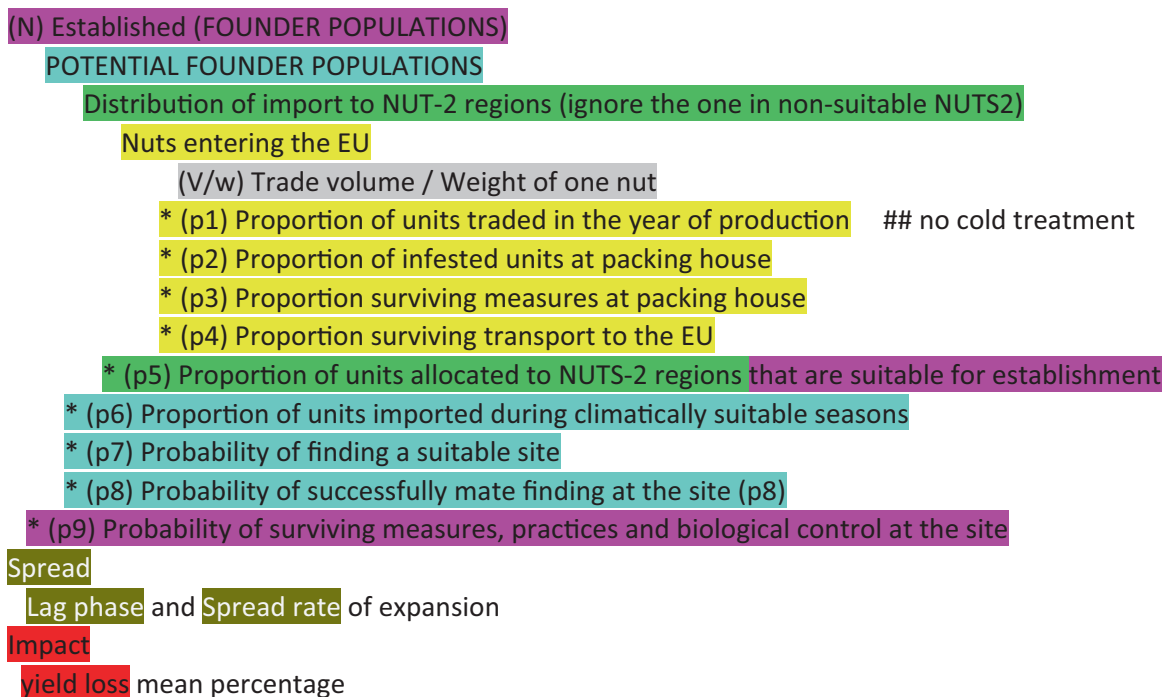 (N) Established (FOUNDER POPULATIONS)
POTENTIAL FOUNDER POPULATIONS
Distribution of import to NUT-2 regions (ignore the one in non-suitable NUTS2)
Nuts entering the EU
(V/w) Trade volume / Weight of one nut
* (p1) Proportion of units traded in the year of production ## no cold treatment
* (p2) Proportion of infested units at packing house
* (p3) Proportion surviving measures at packing house
* (p4) Proportion surviving transport to the EU
* (p5) Proportion of units allocated to NUTS-2 regions that are suitable for establishment
* (p6) Proportion of units imported during climatically suitable seasons
* (p7) Probability of finding a suitable site
* (p8) Probability of successfully mate finding at the site (p8)
* (p9) Probability of surviving measures, practices and biological control at the site
Spread
Lag phase and Spread rate of expansion
Impact
yield loss mean percentage